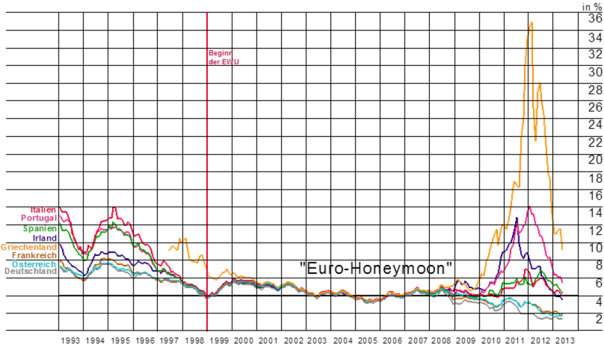 in %
36
34
32
30
28
26
24
22
20
18
16
14
12
10
8
6
4
2
Beginn
der EWU
Italien
Portugal
Spanien
Irland
Griechenland
Frankreich
Österreich
Deutschland
"Euro-Honeymoon"
1993 1994 1995 1996 1997 1998 1999 2000 2001 2002 2003 2004 2005 2006 2007 2008 2009 2010 2011 2012 2013